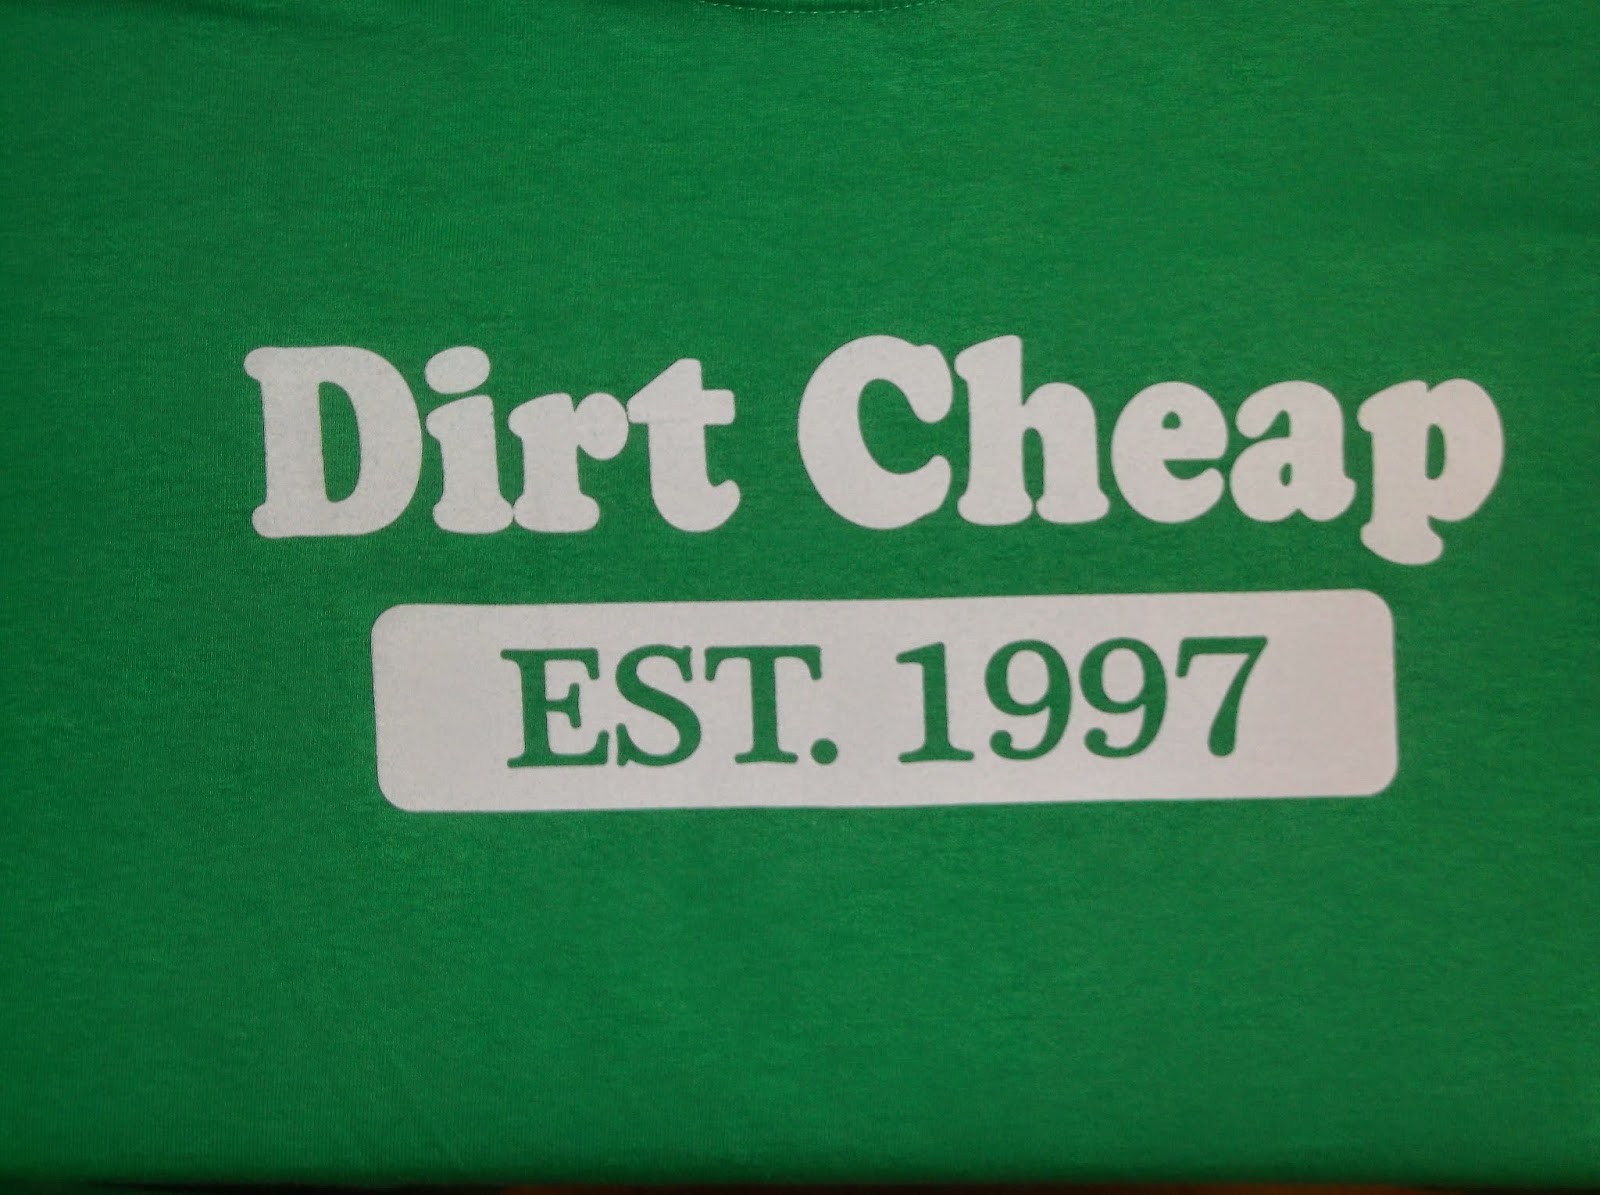 Dirt Cheap
EST. 1997